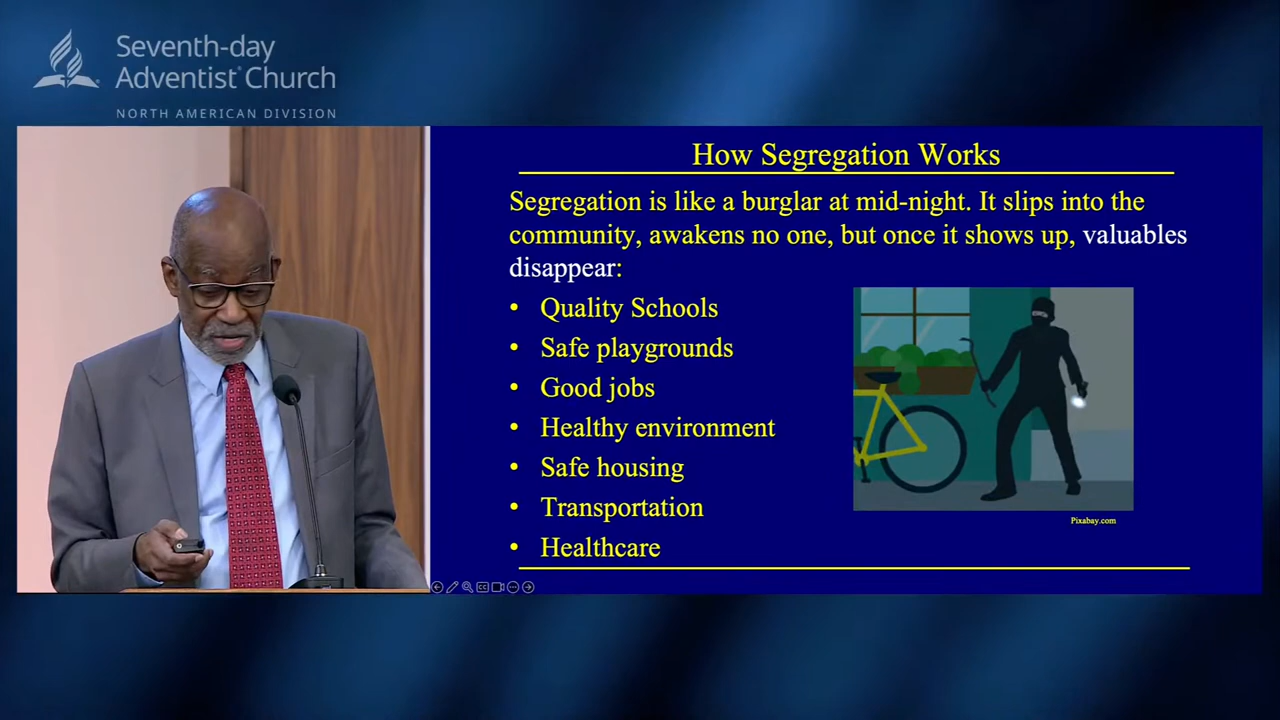 Seventh-day
Adventist® Church
NORTH AMERICAN DIVISION
How Segregation Works
Segregation is like a burglar at mid-night. It slips into the
community, awakens no one, but once it shows up, valuables
disappear:
• Quality Schools
• Safe playgrounds
• Good jobs
• Healthy environment
• Safe housing
• Transportation
• Healthcare
Pixabay.com
CC